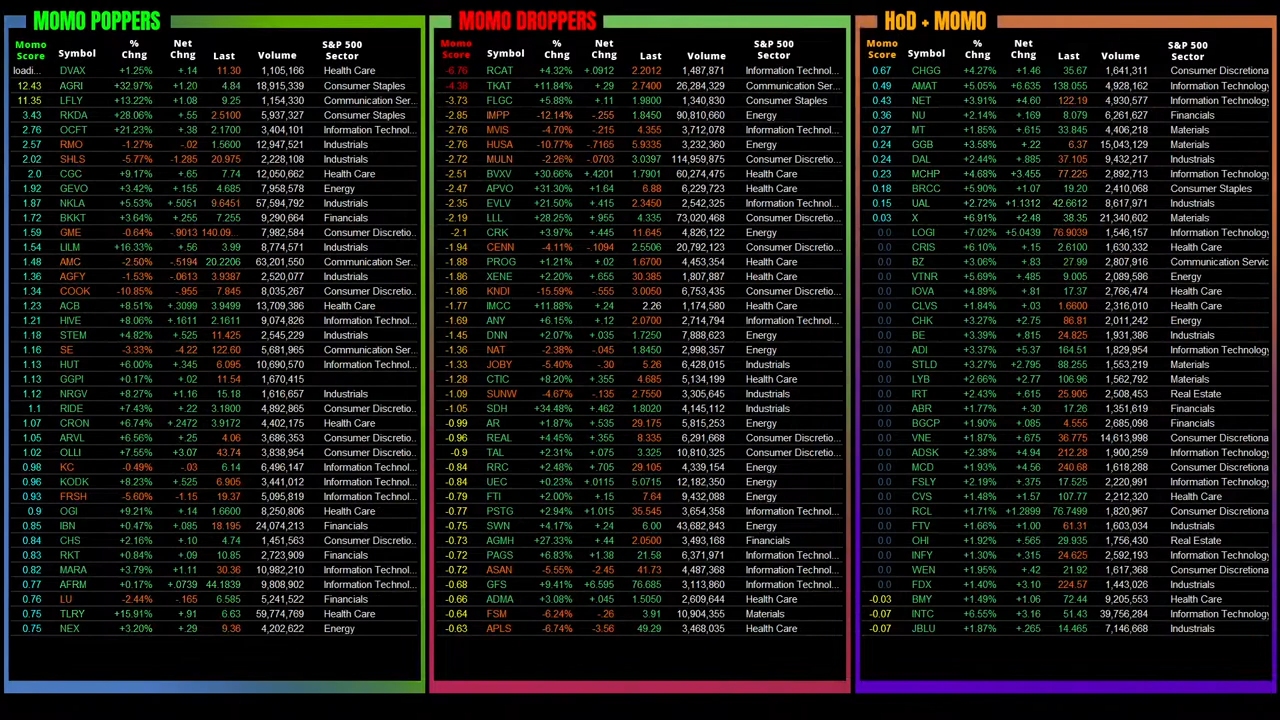 MOMO POPPERS
Momo Score Symbol % Chng Net Chng Last Volume S&P 500 Sector
loadi... DVAX +1.25% +.14 11.30 1,105,166 Health Care
12.43 AGRI +32.97% +1.20 4.84 18,915,339 Consumer Staples
11.35 LFLY +13.22% +1.08 9.25 1,154,330 Communication Ser...
3.43 RKDA +28.06% +.55 2.5100 5,937,327 Consumer Staples
2.76 OCFT +21.23% +.38 2.1700 3,404,101 Information Technol...
2.57 RMO -1.27% -.02 1.5600 12,947,521 Industrials
2.02 SHLS -5.77% -1.285 20.975 2,228,108 Industrials
2.0 CGC +9.17% +.65 7.74 12,050,662 Health Care
1.92 GEVO +3.42% +.155 4.685 7,958,578 Energy
1.87 NKLA +5.53% +.5051 9.6451 57,594,792 Industrials
1.72 BKKT +3.64% +.255 7.255 9,290,664 Financials
1.59 GME -0.64% -.9013 140.09... 7,982,584 Consumer Discretio...
1.54 LILM +16.33% +.56 3.99 8,774,571 Industrials
1.48 AMC -2.50% -.5194 20.2206 63,201,550 Communication Ser...
1.36 AGFY -1.53% -.0613 3.9387 2,520,077 Industrials
1.34 COOK -10.85% -.955 7.845 8,035,267 Consumer Discretio...
1.23 ACB +8.51% +.3099 3.9499 13,709,386 Health Care
1.21 HIVE +8.06% +.1611 2.1611 9,074,826 Information Technol...
1.18 STEM +4.82% +.525 11.425 2,545,229 Industrials
1.16 SE -3.33% -4.22 122.60 5,681,965 Communication Ser...
1.13 HUT +6.00% +.345 6.095 10,690,570 Information Technol...
1.13 GGPI +0.17% +.02 11.54 1,670,415
1.12 NRGV +8.27% +1.16 15.18 1,616,657 Industrials
1.1 RIDE +7.43% +.22 3.1800 4,892,865 Consumer Discretio...
1.07 CRON +6.74% +.2472 3.9172 4,402,175 Health Care
1.05 ARVL +6.56% +.25 4.06 3,686,353 Consumer Discretio...
1.02 OLLI +7.55% +3.07 43.74 3,838,954 Consumer Discretio...
0.98 KC -0.49% -.03 6.14 6,496,147 Information Technol...
0.96 KODK +8.23% +.525 6.905 3,441,012 Information Technol...
0.93 FRSH -5.60% -1.15 19.37 5,095,819 Information Technol...
0.9 OGI +9.21% +.14 1.6600 8,250,806 Health Care
0.85 IBN +0.47% +.085 18.195 24,074,213 Financials
0.84 CHS +2.16% +.10 4.74 1,451,563 Consumer Discretio...
0.83 RKT +0.84% +.09 10.85 2,723,909 Financials
0.82 MARA +3.79% +1.11 30.36 10,982,210 Information Technol...
0.77 AFRM +0.17% +.0739 44.1839 9,808,902 Information Technol...
0.76 LU -2.44% -.165 6.585 5,241,522 Financials
0.75 TLRY +15.91% +.91 6.63 59,774,769 Health Care
0.75 NEX +3.20% +.29 9.36 4,202,622 Energy
MOMO DROPPERS
Momo Score Symbol % Chng Net Chng Last Volume S&P 500 Sector
-6.76 RCAT +4.32% +.0912 2.2012 1,487,871 Information Technol...
-4.38 TKAT +11.84% +.29 2.7400 26,284,329 Communication Ser...
-3.73 FLGC +5.88% +.11 1.9800 1,340,830 Consumer Staples
-2.85 IMPP -12.14% -.255 1.8450 90,810,660 Energy
-2.76 MVIS -4.70% -.215 4.355 3,712,078 Information Technol...
-2.76 HUSA -10.77% -.7165 5.9335 3,232,360 Energy
-2.72 MULN -2.26% -.0703 3.0397 114,959,875 Consumer Discretio...
-2.51 BVXV +30.66% +.4201 1.7901 60,274,475 Health Care
-2.47 APVO +31.30% +1.64 6.88 6,229,723 Health Care
-2.35 EVLV +21.50% +.415 2.3450 2,542,325 Information Technol...
-2.19 LLL +28.25% +.955 4.335 73,020,468 Consumer Discretio...
-2.1 CRK +3.97% +.445 11.645 4,826,122 Energy
-1.94 CENN -4.11% -.1094 2.5506 20,792,123 Consumer Discretio...
-1.88 PROG +1.21% +.02 1.6700 4,453,354 Health Care
-1.86 XENE +2.20% +.655 30.385 1,807,887 Health Care
-1.86 KNDI -15.59% -.555 3.0050 6,753,435 Consumer Discretio...
-1.77 IMCC +11.88% +.24 2.26 1,174,580 Health Care
-1.69 ANY +6.15% +.12 2.0700 2,714,794 Information Technol...
-1.45 DNN +2.07% +.035 1.7250 7,888,623 Energy
-1.36 NAT -2.38% -.045 1.8450 2,998,357 Energy
-1.33 JOBY -5.40% -.30 5.26 6,428,015 Industrials
-1.28 CTIC +8.20% +.355 4.685 5,134,199 Health Care
-1.09 SUNW -4.67% -.135 2.7550 3,305,645 Industrials
-1.05 SDH +34.48% +.462 1.8020 4,145,112 Industrials
-0.99 AR +1.87% +.535 29.175 5,815,253 Energy
-0.96 REAL +4.45% +.355 8.335 6,291,668 Consumer Discretio...
-0.9 TAL +2.31% +.075 3.325 10,810,325 Consumer Discretio...
-0.84 RRC +2.48% +.705 29.105 4,339,154 Energy
-0.84 UEC +0.23% +.0115 5.0715 12,182,350 Energy
-0.79 FTI +2.00% +.15 7.64 9,432,088 Energy
-0.77 PSTG +2.94% +1.015 35.545 3,654,358 Information Technol...
-0.75 SWN +4.17% +.24 6.00 43,682,843 Energy
-0.73 AGMH +27.33% +.44 2.0500 3,493,168 Financials
-0.72 PAGS +6.83% +1.38 21.58 6,371,971 Information Technol...
-0.72 ASAN -5.55% -2.45 41.73 4,487,368 Information Technol...
-0.68 GFS +9.41% +6.595 76.685 3,113,860 Information Technol...
-0.66 ADMA +3.08% +.045 1.5050 2,609,644 Health Care
-0.64 FSM -6.24% -.26 3.91 10,904,355 Materials
-0.63 APLS -6.74% -3.56 49.29 3,468,035 Health Care
HoD + MOMO
Momo Score Symbol % Chng Net Chng Last Volume S&P 500 Sector
0.67 CHGG +4.27% +1.46 35.67 1,641,311 Consumer Discretiona
0.49 AMAT +5.05% +6.635 138.055 4,928,162 Information Technology
0.43 NET +3.91% +4.60 122.19 4,930,577 Information Technology
0.36 NU +2.14% +.169 8.079 6,261,627 Financials
0.27 MT +1.85% +.615 33.845 4,406,218 Materials
0.24 GGB +3.58% +.22 6.37 15,043,129 Materials
0.24 DAL +2.44% +.885 37.105 9,432,217 Industrials
0.23 MCHP +4.68% +3.455 77.225 2,892,713 Information Technology
0.18 BRCC +5.90% +1.07 19.20 2,410,068 Consumer Staples
0.15 UAL +2.72% +1.1312 42.6612 8,617,971 Industrials
0.03 X +6.91% +2.48 38.35 21,340,602 Materials
0.0 LOGI +7.02% +5.0439 76.9039 1,546,157 Information Technology
0.0 CRIS +6.10% +.15 2.6100 1,630,332 Health Care
0.0 BZ +3.06% +.83 27.99 2,807,916 Communication Servic
0.0 VTNR +5.69% +.485 9.005 2,089,586 Energy
0.0 IOVA +4.89% +.81 17.37 2,766,474 Health Care
0.0 CLVS +1.84% +.03 1.6600 2,316,010 Health Care
0.0 CHK +3.27% +2.75 86.81 2,011,242 Energy
0.0 BE +3.39% +.815 24.825 1,931,386 Industrials
0.0 ADI +3.37% +5.37 164.51 1,829,954 Information Technology
0.0 STLD +3.27% +2.795 88.255 1,553,219 Materials
0.0 LYB +2.66% +2.77 106.96 1,562,792 Materials
0.0 IRT +2.43% +.615 25.905 2,508,453 Real Estate
0.0 ABR +1.77% +.30 17.26 1,351,619 Financials
0.0 BGCP +1.90% +.085 4.555 2,685,098 Financials
0.0 VNE +1.87% +.675 36.775 14,613,998 Consumer Discretiona
0.0 ADSK +2.38% +4.94 212.28 1,900,259 Information Technology
0.0 MCD +1.93% +4.56 240.68 1,618,288 Consumer Discretiona
0.0 FSLY +2.19% +.375 17.525 2,220,991 Information Technology
0.0 CVS +1.48% +1.57 107.77 2,212,320 Health Care
0.0 RCL +1.71% +1.2899 76.7499 1,820,967 Consumer Discretiona
0.0 FTV +1.66% +1.00 61.31 1,603,034 Industrials
0.0 OHI +1.92% +.565 29.935 1,756,430 Real Estate
0.0 INFY +1.30% +.315 24.625 2,592,193 Information Technology
0.0 WEN +1.95% +.42 21.92 1,617,368 Consumer Discretiona
0.0 FDX +1.40% +3.10 224.57 1,443,026 Industrials
-0.03 BMY +1.49% +1.06 72.44 9,205,553 Health Care
-0.07 INTC +6.55% +3.16 51.43 39,756,284 Information Technology
-0.07 JBLU +1.87% +.265 14.465 7,146,668 Industrials